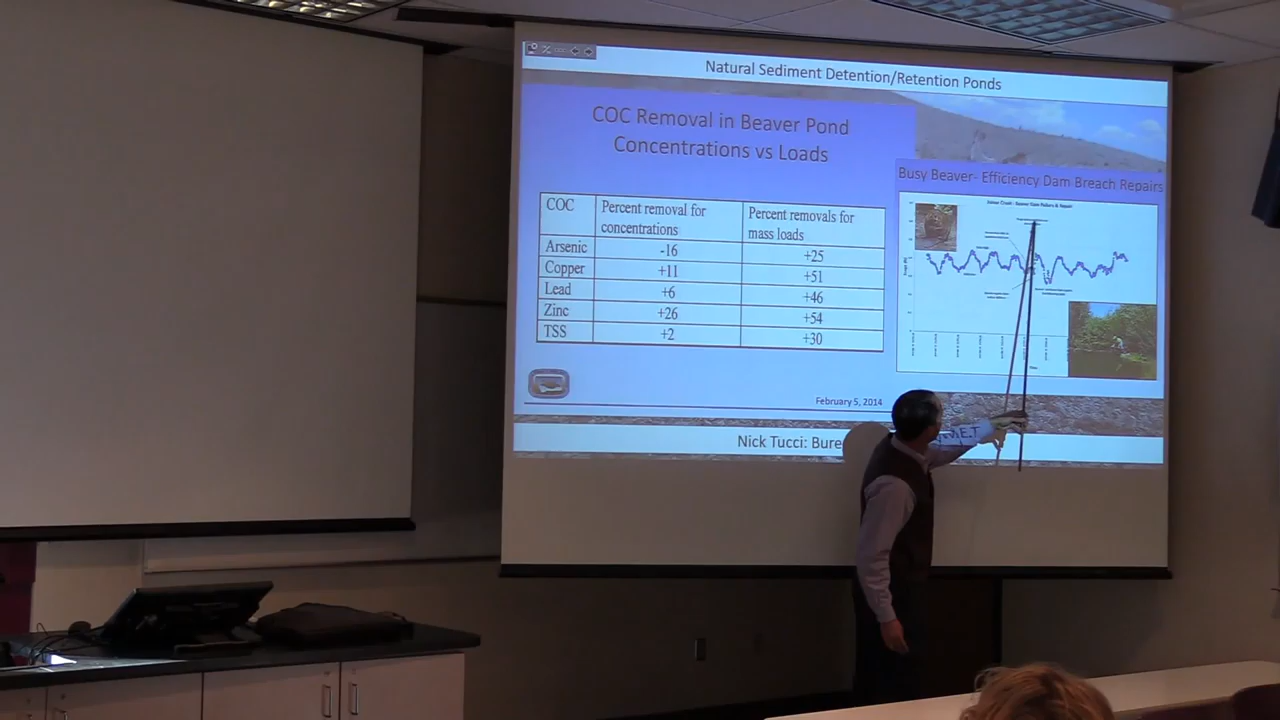 Natural Sediment Detention/Retention Ponds
COC Removal in Beaver Pond
Concentrations vs Loads
COC Percent removal for concentrations Percent removals for mass loads
Arsenic -16 +25
Copper +11 +51
Lead +6 +46
Zinc +26 +54
TSS +2 +30
February 5, 2014
Busy Beaver- Efficiency Dam Breach Repairs
Nick Tucci: Bure